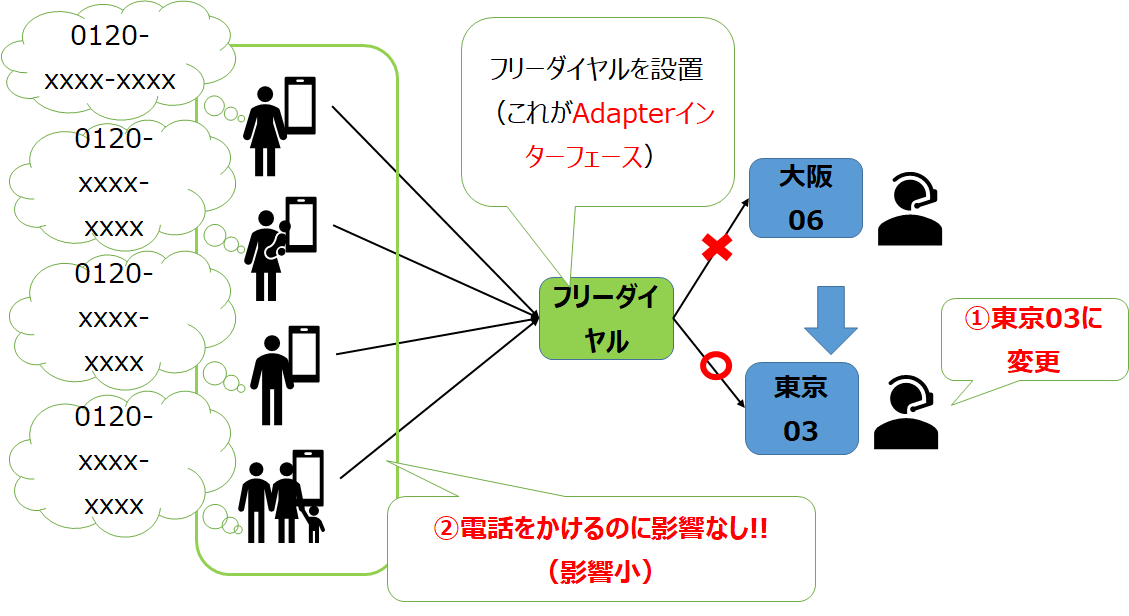 0120-
xxxx-xxxx
0120-
xxxx-
xxxx
0120-
xxxx-
xxxx
0120-
xxxx-
xxxx
フリーダイヤルを設置
（これがAdapterイン
ターフェース）
フリーダイ
ヤル
大阪
06
東京
03
①東京03に
変更
②電話をかけるのに影響なし!!
（影響小）